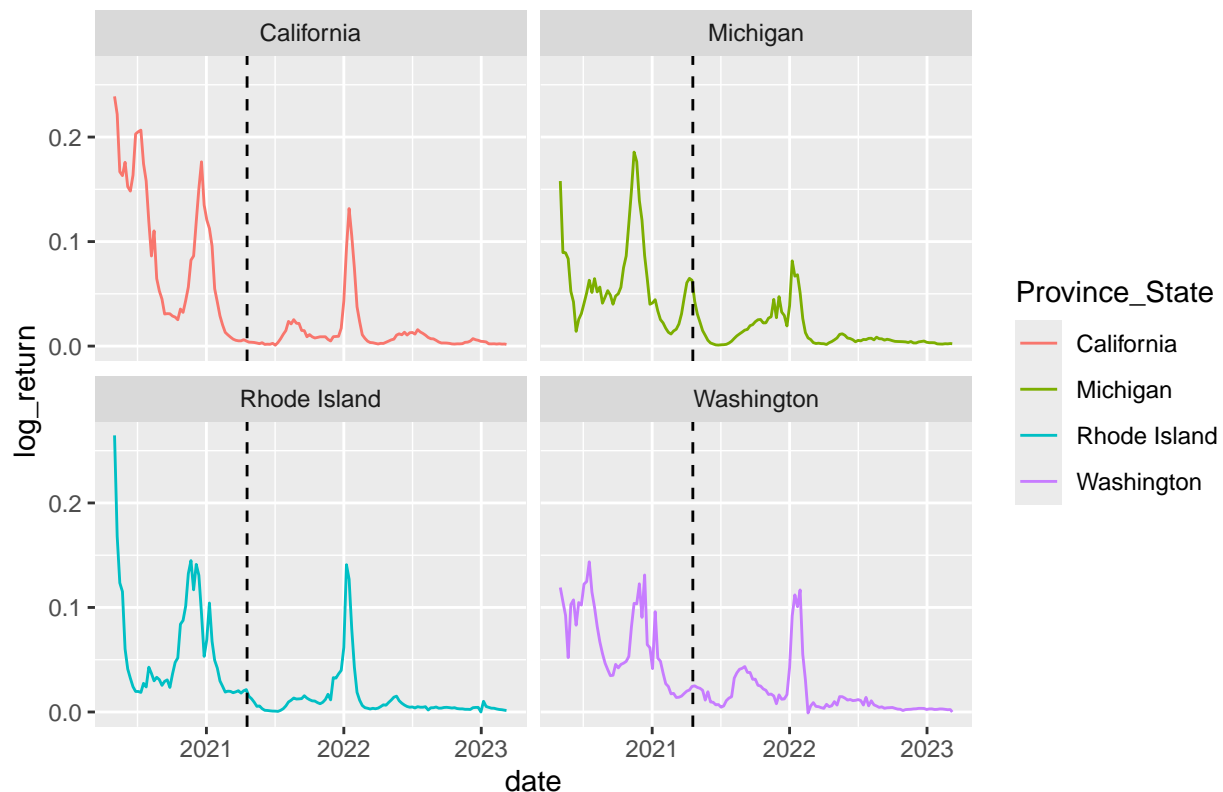 California
Michigan
0.2
0.1
0.0
Rhode Island
Washington
0.2
0.1
0.0
2021
2022
2023
2021
2022
2023
date
log_return
Province_State
California
Michigan
Rhode Island
Washington